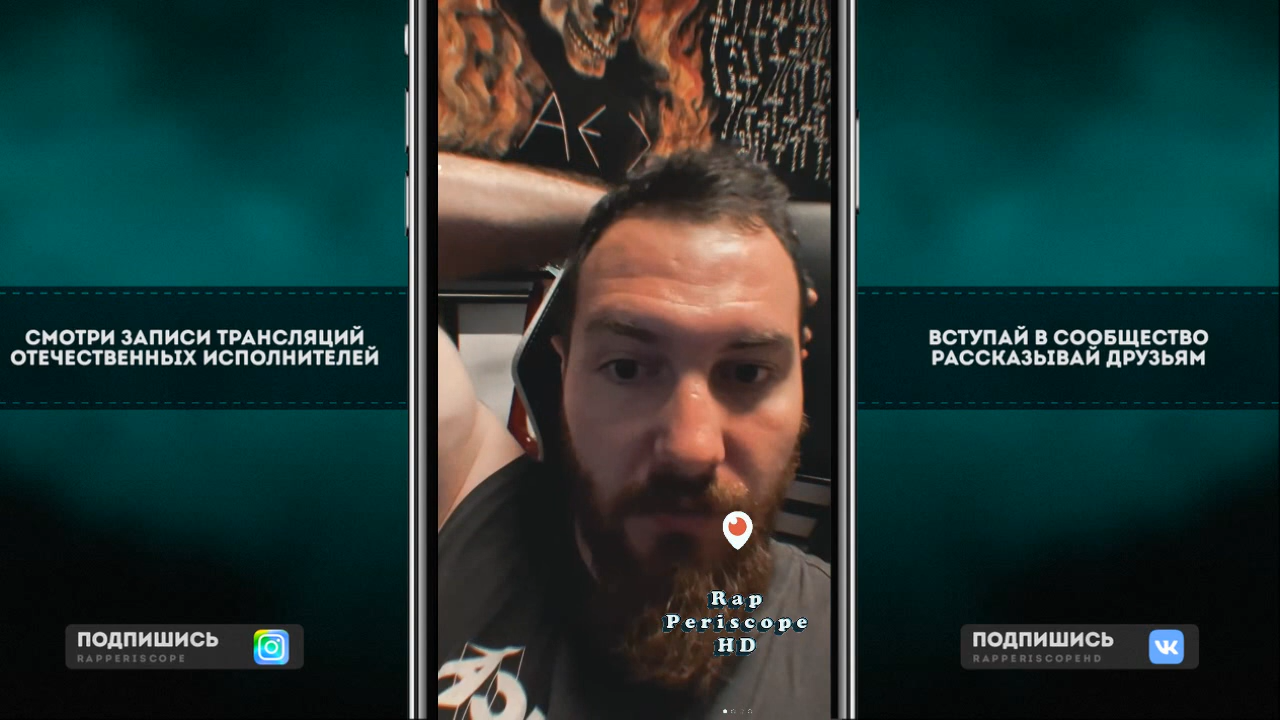 СМОТРИ ЗАПИСИ ТРАНСЛЯЦИЙ
ОТЕЧЕСТВЕННЫХ ИСПОЛНИТЕЛЕЙ
ВСТУПАЙ В СООБЩЕСТВО
РАССКАЗЫВАЙ ДРУЗЬЯМ
Rap
Periscope
HD
ПОДПИШИСЬ
RAPPERISCOPE
ПОДПИШИСЬ
RAPPERISCOPEHD